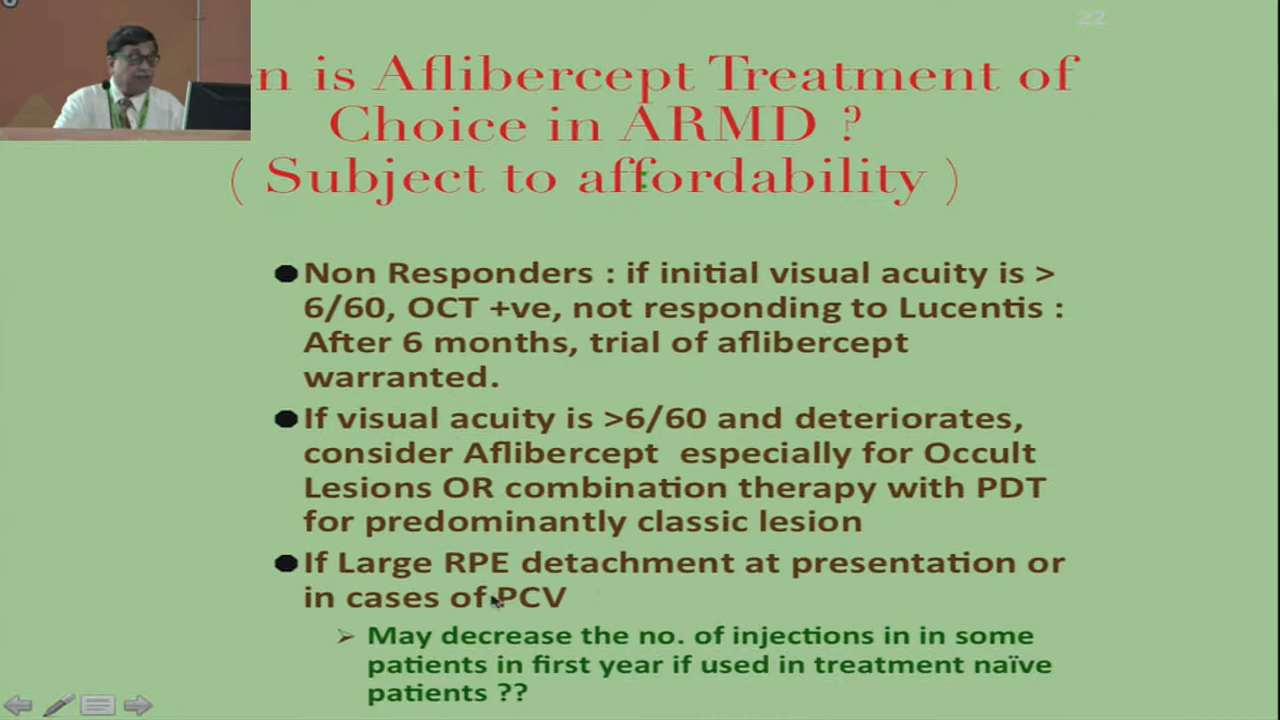 22
n is Aflibercept Treatment of
Choice in ARMD ?
( Subject to affordability )
Non Responders : if initial visual acuity is >
6/60, OCT +ve, not responding to Lucentis :
After 6 months, trial of aflibercept
warranted.
If visual acuity is >6/60 and deteriorates,
consider Aflibercept especially for Occult
Lesions OR combination therapy with PDT
for predominantly classic lesion
If Large RPE detachment at presentation or
in cases of PCV
May decrease the no. of injections in in some
patients in first year if used in treatment naïve
patients ??